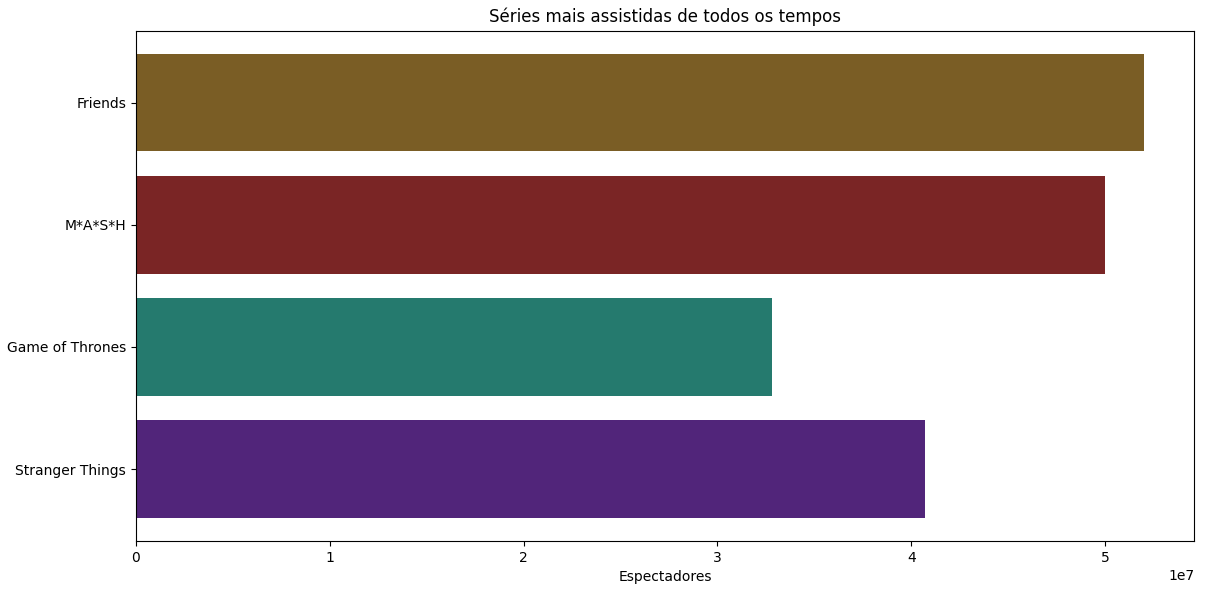 Séries mais assistidas de todos os tempos
Friends
M*A*S*H
Game of Thrones
Stranger Things
0 1 2 3 4 5
Espectadores
1e7